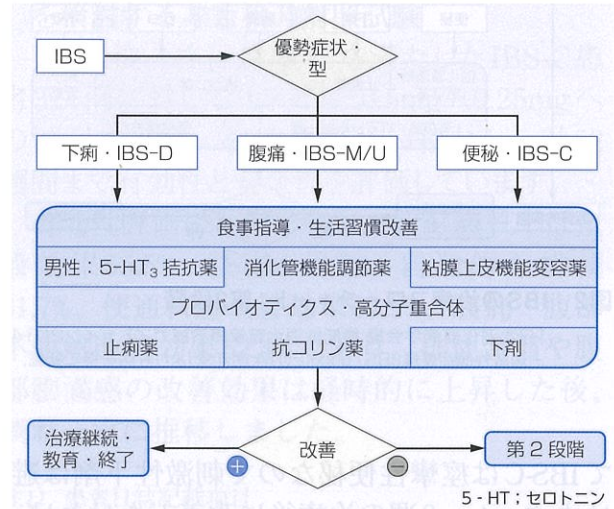 IBS
優勢症状・
型
下痢・IBS-D
腹痛・IBS-M/U
便秘・IBS-C
食事指導・生活習慣改善
男性:5-HT₃ 拮抗薬
消化管機能調節薬
粘膜上皮機能変容薬
プロバイオティクス・高分子重合体
止痢薬
抗コリン薬
下剤
改善
治療継続・
教育・終了
+
−
第2段階
5-HT;セロトニン